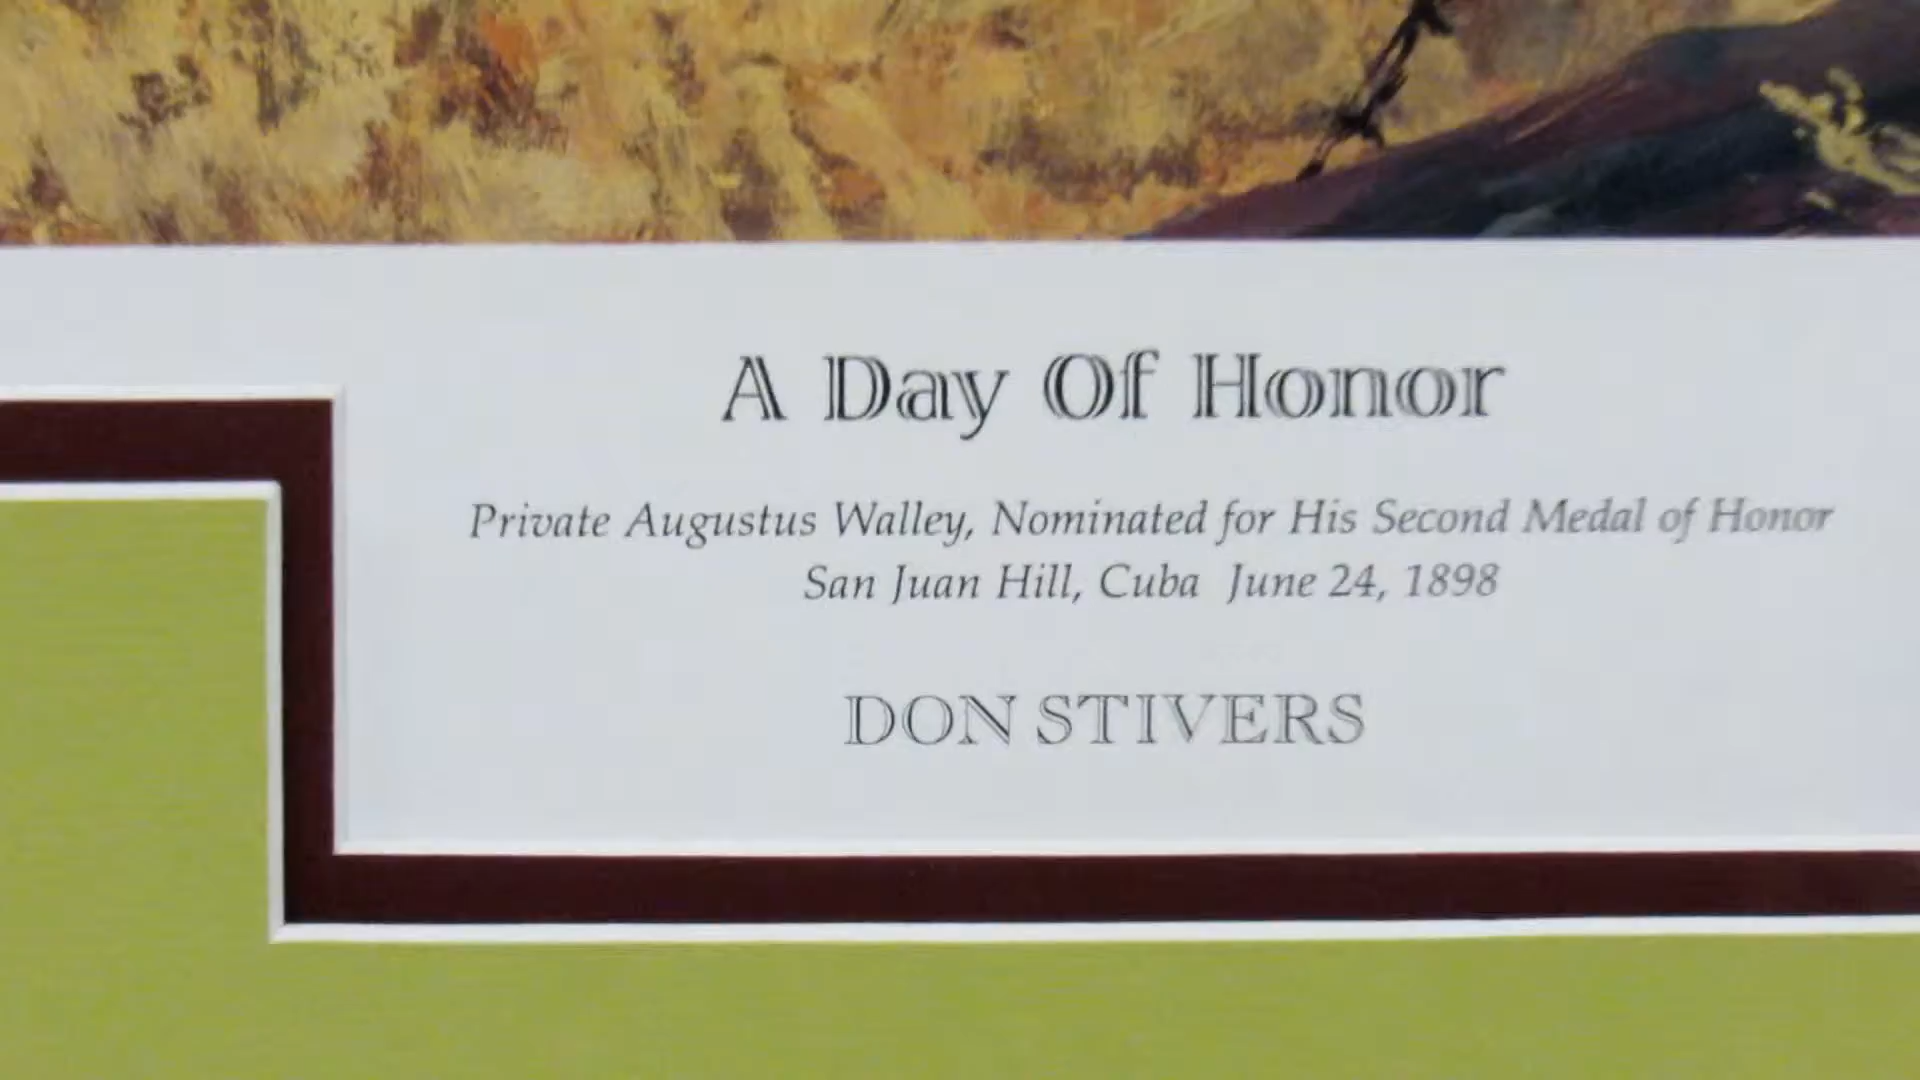 A Day Of Honor
Private Augustus Walley, Nominated for His Second Medal of Honor
San Juan Hill, Cuba June 24, 1898
DON STIVERS